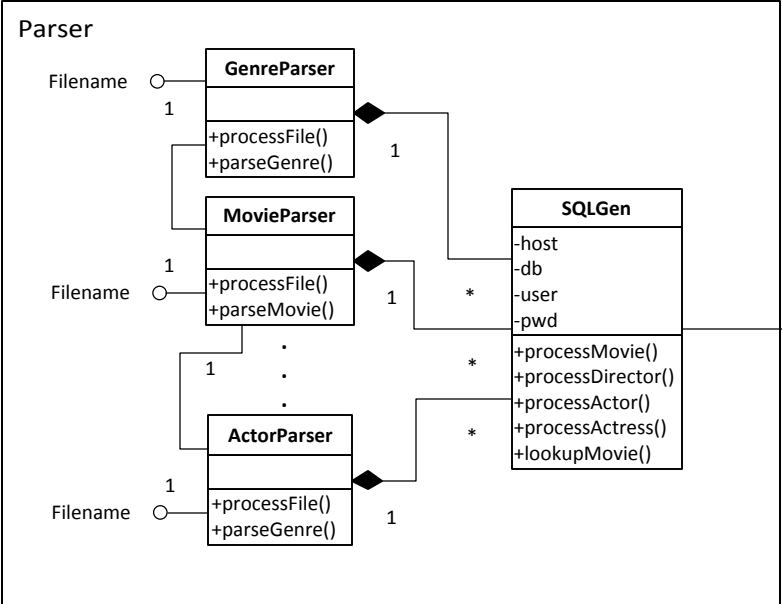 Parser
GenreParser
Filename
1
+processFile()
+parseGenre()
1
MovieParser
SQLGen
-host
-db
-user
-pwd
1
Filename
+processFile()
+parseMovie()
1
*
+processMovie()
+processDirector()
+processActor()
+processActress()
+lookupMovie()
1
.
.
.
*
ActorParser
*
1
Filename
+processFile()
+parseGenre()
1